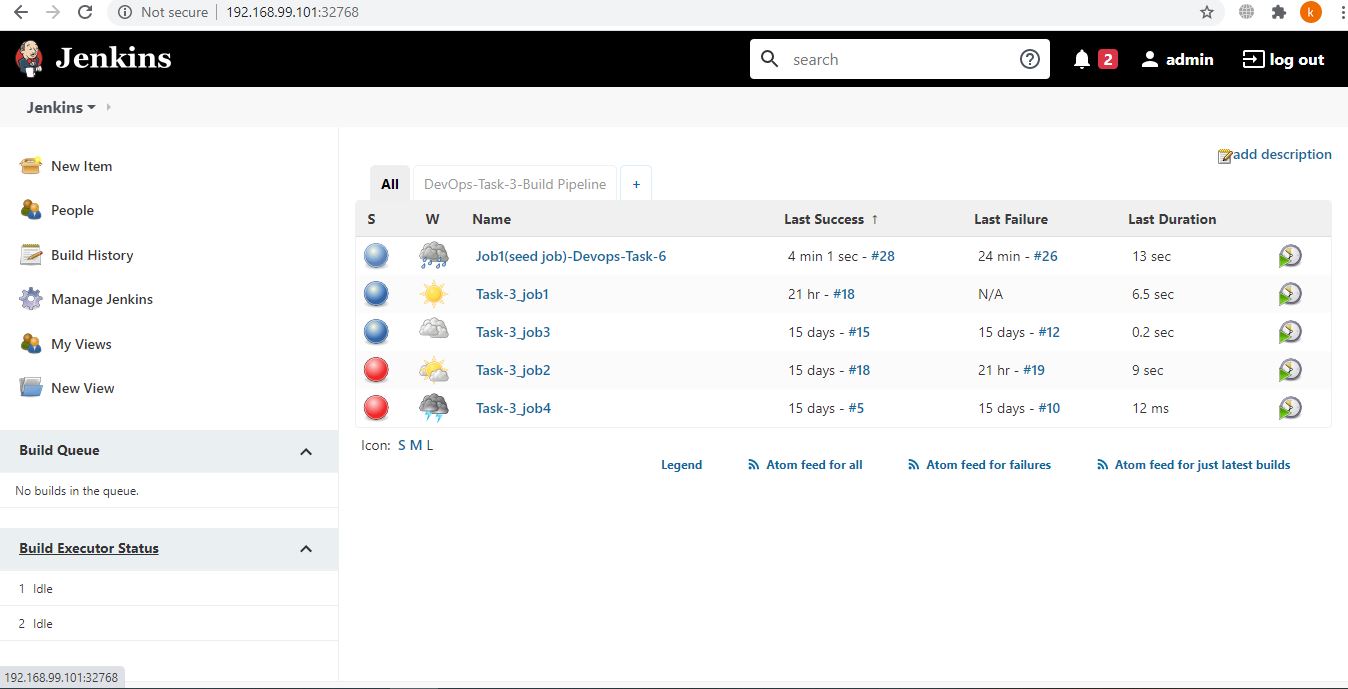 Not secure 192.168.99.101:32768
k
Jenkins
search
2
admin
log out
Jenkins
New Item
People
Build History
Manage Jenkins
My Views
New View
Build Queue
No builds in the queue.
Build Executor Status
1 Idle
2 Idle
add description
All DevOps-Task-3-Build Pipeline +
S W Name Last Success ↑ Last Failure Last Duration
Job1(seed job)-Devops-Task-6 4 min 1 sec - #28 24 min - #26 13 sec
Task-3_job1 21 hr - #18 N/A 6.5 sec
Task-3_job3 15 days - #15 15 days - #12 0.2 sec
Task-3_job2 15 days - #18 21 hr - #19 9 sec
Task-3_job4 15 days - #5 15 days - #10 12 ms
Icon: S M L
Legend Atom feed for all Atom feed for failures Atom feed for just latest builds
192.168.99.101:32768